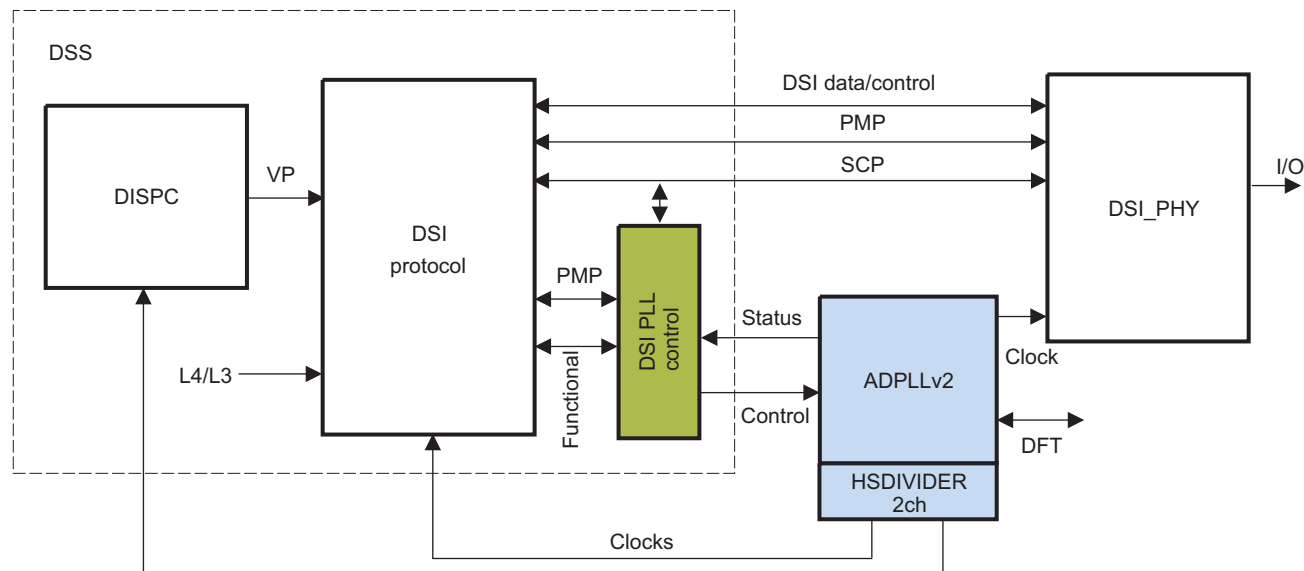 DSS
DSI data/control
PMP
SCP
I/O
VP
DISPC
DSI
protocol
DSI_PHY
PMP
DSI PLL
control
Status
Clock
ADPLLv2
L4/L3
Functional
Control
DFT
HSDIVIDER
2ch
Clocks